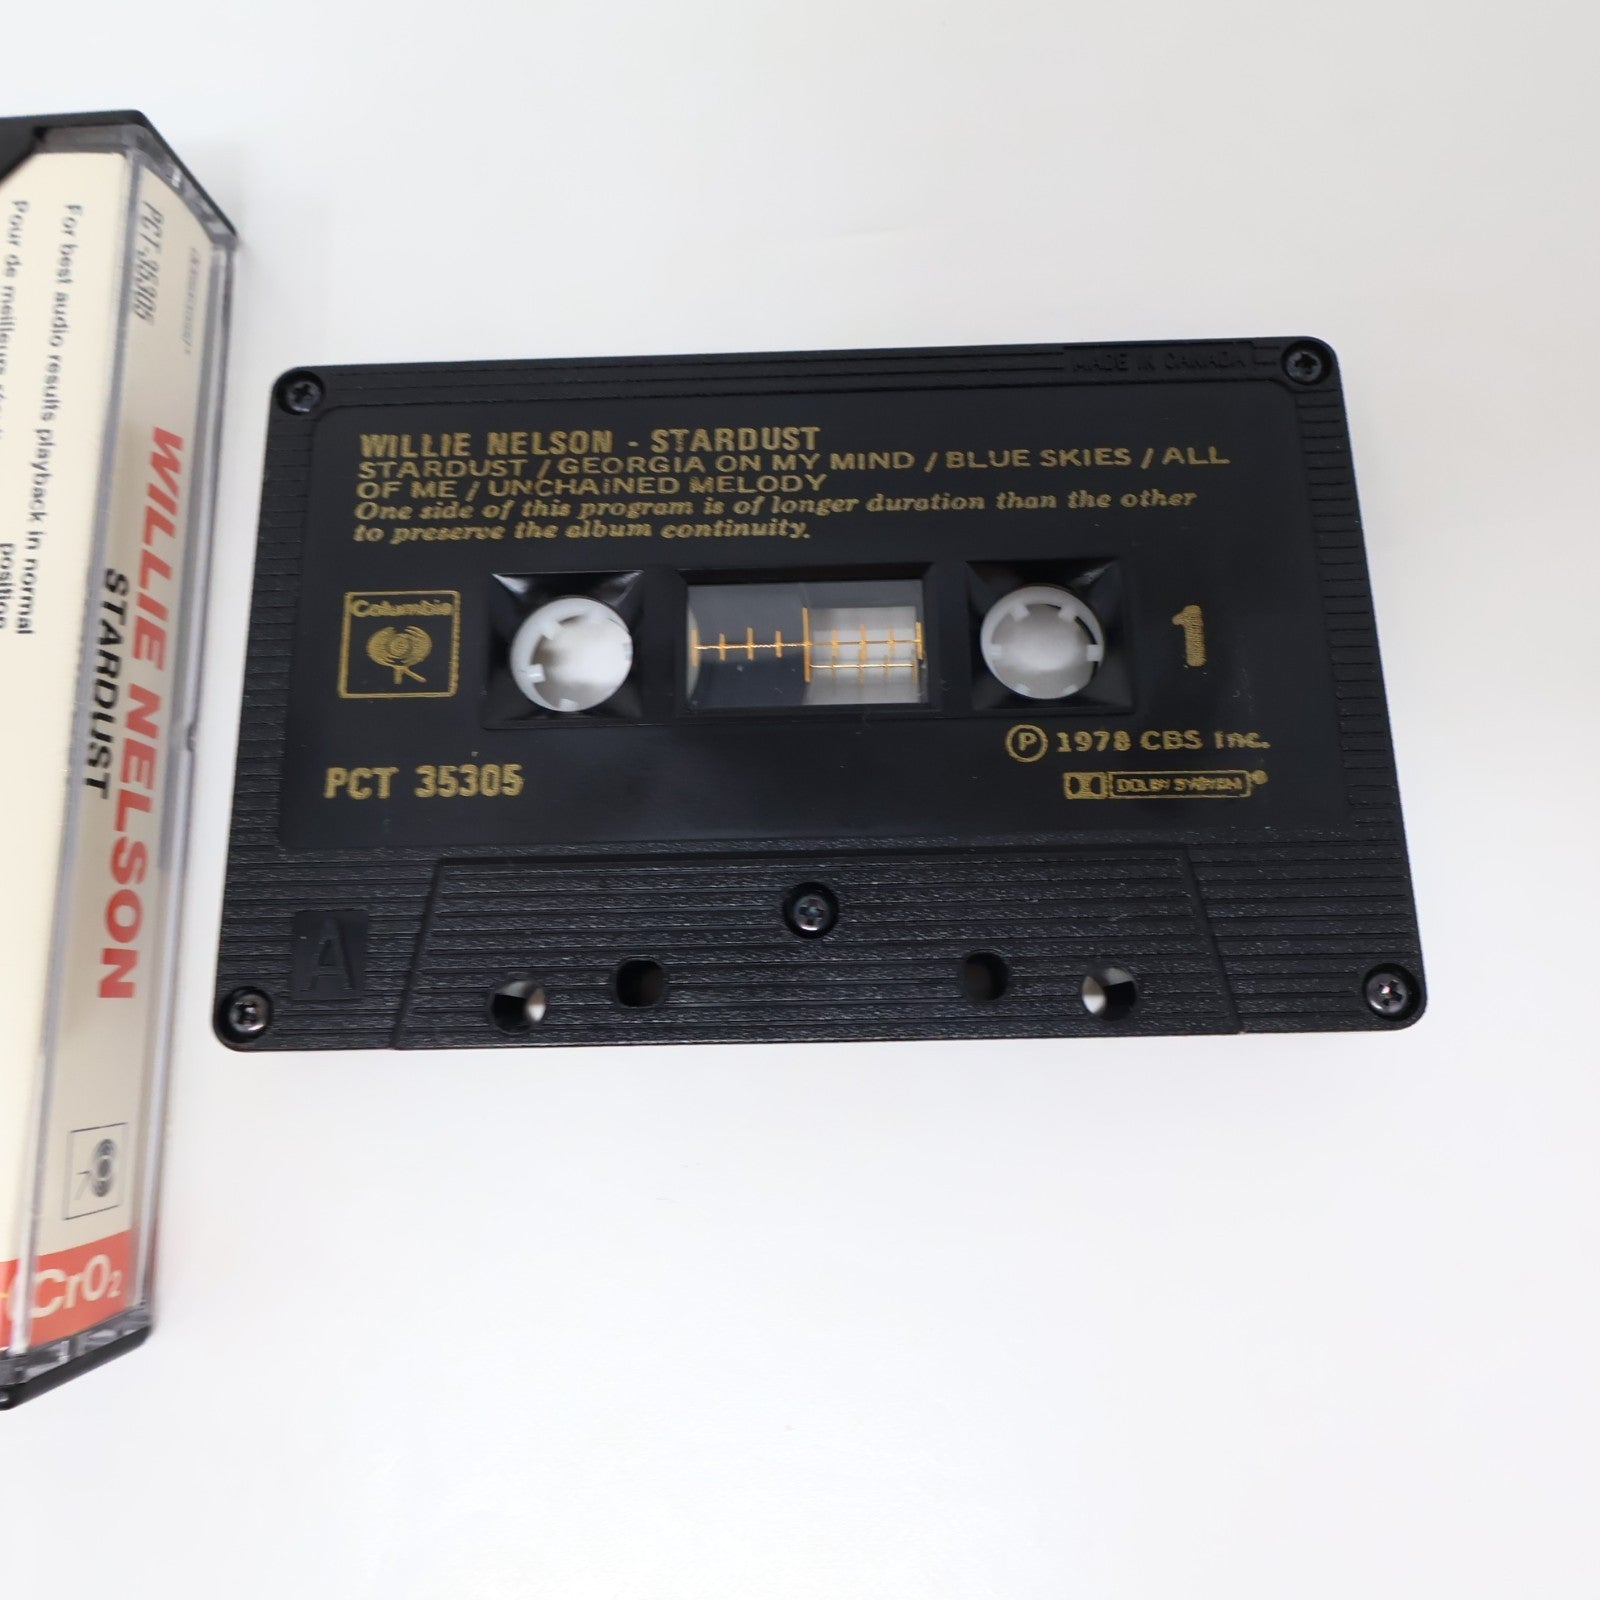 PCT-35305
For best audio results playback in normal
position
Pour de meilleurs
WILLIE NELSON
STARDUST
CrO2
MADE IN CANADA
WILLIE NELSON - STARDUST
STARDUST / GEORGIA ON MY MIND / BLUE SKIES / ALL
OF ME / UNCHAINED MELODY
One side of this program is of longer duration than the other
to preserve the album continuity.
Columbia
1
℗ 1978 CBS Inc.
PCT 35305
DOLBY SYSTEM®
A